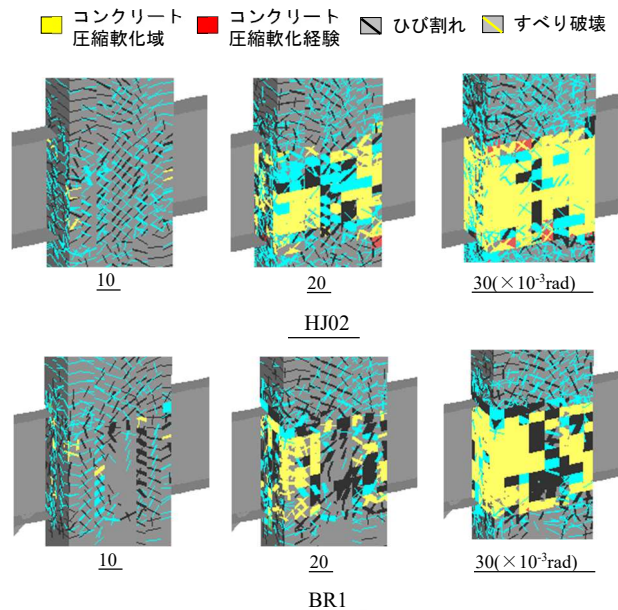 コンクリート コンクリート ひび割れ すべり破壊
圧縮軟化域 圧縮軟化経験
10 20 30(×10⁻³rad)
HJ02
10 20 30(×10⁻³rad)
BR1